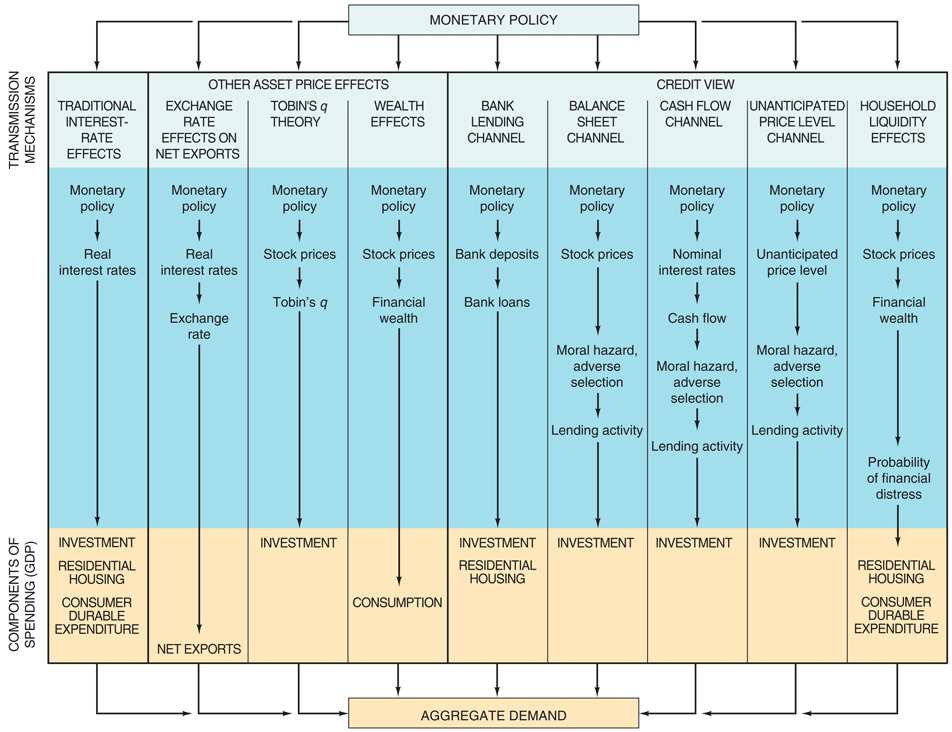 MONETARY POLICY
TRANSMISSION
MECHANISMS
OTHER ASSET PRICE EFFECTS
CREDIT VIEW
TRADITIONAL
INTEREST-
RATE
EFFECTS
EXCHANGE
RATE
EFFECTS ON
NET EXPORTS
TOBIN'S q
THEORY
WEALTH
EFFECTS
BANK
LENDING
CHANNEL
BALANCE
SHEET
CHANNEL
CASH FLOW
CHANNEL
UNANTICIPATED
PRICE LEVEL
CHANNEL
HOUSEHOLD
LIQUIDITY
EFFECTS
Monetary
policy
Real
interest rates
Monetary
policy
Real
interest rates
Exchange
rate
Monetary
policy
Stock prices
Tobin's q
Monetary
policy
Stock prices
Financial
wealth
Monetary
policy
Bank deposits
Bank loans
Monetary
policy
Stock prices
Moral hazard,
adverse
selection
Lending activity
Monetary
policy
Nominal
interest rates
Cash flow
Moral hazard,
adverse
selection
Lending activity
Monetary
policy
Unanticipated
price level
Moral hazard,
adverse
selection
Lending activity
Monetary
policy
Stock prices
Financial
wealth
Probability
of financial
distress
COMPONENTS OF
SPENDING (GDP)
INVESTMENT
RESIDENTIAL
HOUSING
CONSUMER
DURABLE
EXPENDITURE
NET EXPORTS
INVESTMENT
CONSUMPTION
INVESTMENT
RESIDENTIAL
HOUSING
INVESTMENT
INVESTMENT
INVESTMENT
RESIDENTIAL
HOUSING
CONSUMER
DURABLE
EXPENDITURE
AGGREGATE DEMAND